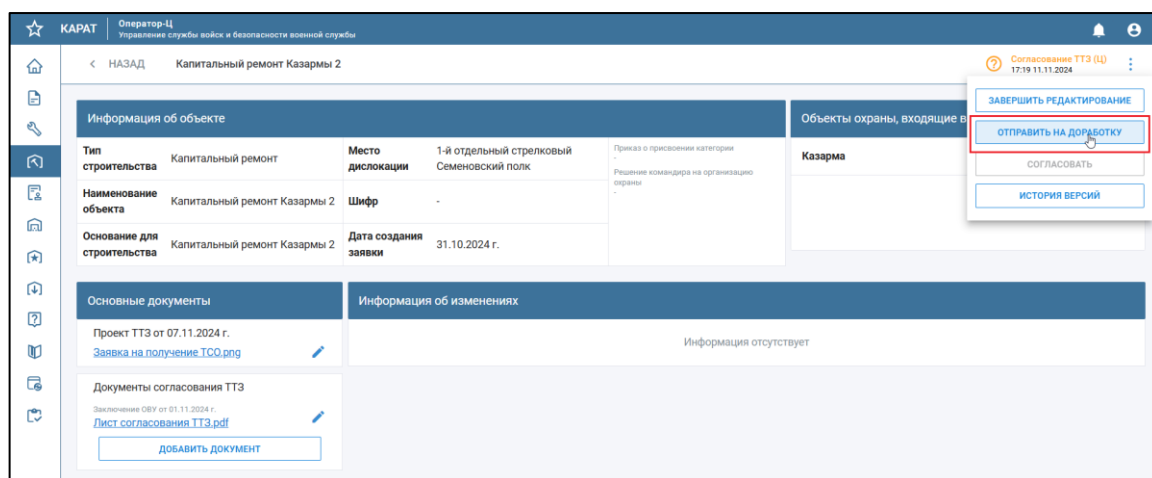 КАРАТ
Оператор-Ц
Управление службы войск и безопасности военной службы
< НАЗАД
Капитальный ремонт Казармы 2
Согласование ТТЗ (Ц)
17:19 11.11.2024
ЗАВЕРШИТЬ РЕДАКТИРОВАНИЕ
ОТПРАВИТЬ НА ДОРАБОТКУ
СОГЛАСОВАТЬ
ИСТОРИЯ ВЕРСИЙ
Информация об объекте
Тип
строительства
Капитальный ремонт
Место
дислокации
1-й отдельный стрелковый
Семеновский полк
Приказ о присвоении категории
-
Решение командира на организацию
охраны
-
Наименование
объекта
Капитальный ремонт Казармы 2
Шифр
-
Основание для
строительства
Капитальный ремонт Казармы 2
Дата создания
заявки
31.10.2024 г.
Объекты охраны, входящие в
Казарма
Основные документы
Проект ТТЗ от 07.11.2024 г.
Заявка на получение ТСО.png
Документы согласования ТТЗ
Заключение ОВУ от 01.11.2024 г.
Лист согласования ТТЗ.pdf
ДОБАВИТЬ ДОКУМЕНТ
Информация об изменениях
Информация отсутствует